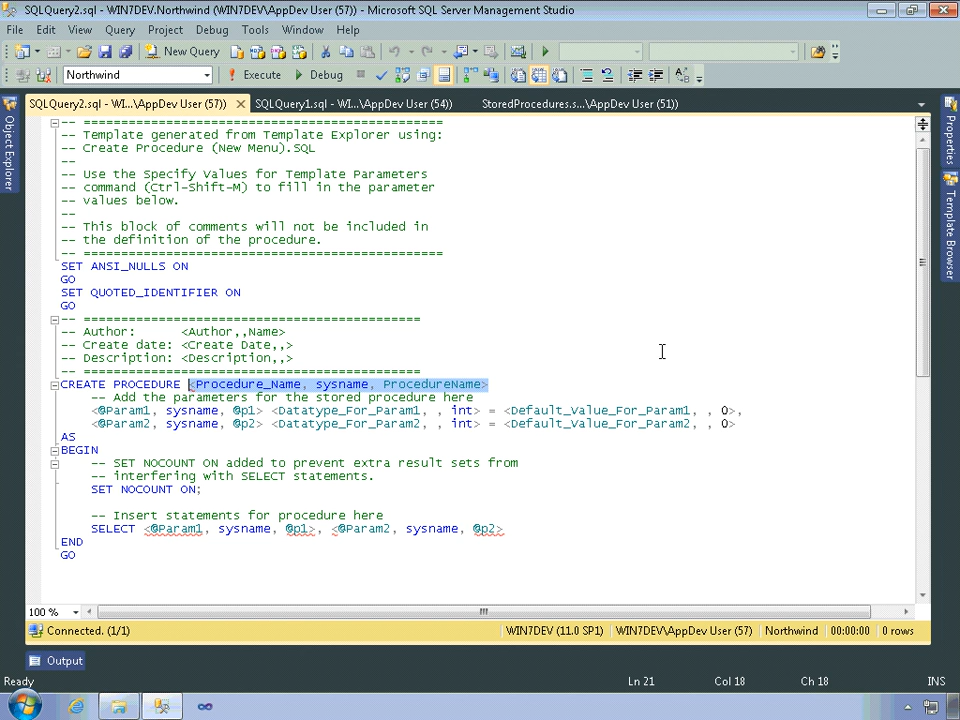 SQLQuery2.sql - WIN7DEV.Northwind (WIN7DEV\AppDev User (57)) - Microsoft SQL Server Management Studio
File Edit View Query Project Debug Tools Window Help
New Query
Northwind Execute Debug
SQLQuery2.sql - WI...\AppDev User (57)) SQLQuery1.sql - WI...\AppDev User (54)) StoredProcedures.s...\AppDev User (51))
Object Explorer
Properties
Template Browser
-- ================================================
-- Template generated from Template Explorer using:
-- Create Procedure (New Menu).SQL
--
-- Use the Specify Values for Template Parameters
-- command (Ctrl-Shift-M) to fill in the parameter
-- values below.
--
-- This block of comments will not be included in
-- the definition of the procedure.
-- ================================================
SET ANSI_NULLS ON
GO
SET QUOTED_IDENTIFIER ON
GO
-- =============================================
-- Author: <Author,,Name>
-- Create date: <Create Date,,>
-- Description: <Description,,>
-- =============================================
CREATE PROCEDURE <Procedure_Name, sysname, ProcedureName>
-- Add the parameters for the stored procedure here
<@Param1, sysname, @p1> <Datatype_For_Param1, , int> = <Default_Value_For_Param1, , 0>,
<@Param2, sysname, @p2> <Datatype_For_Param2, , int> = <Default_Value_For_Param2, , 0>
AS
BEGIN
-- SET NOCOUNT ON added to prevent extra result sets from
-- interfering with SELECT statements.
SET NOCOUNT ON;
-- Insert statements for procedure here
SELECT <@Param1, sysname, @p1>, <@Param2, sysname, @p2>
END
GO
100 %
Connected. (1/1) WIN7DEV (11.0 SP1) WIN7DEV\AppDev User (57) Northwind 00:00:00 0 rows
Output
Ready Ln 21 Col 18 Ch 18 INS